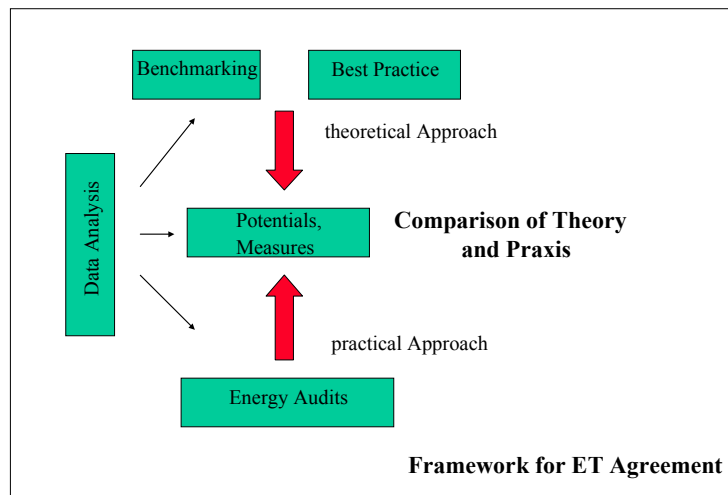 Benchmarking
Best Practice
theoretical Approach
Data Analysis
Potentials,
Measures
Comparison of Theory
and Praxis
practical Approach
Energy Audits
Framework for ET Agreement